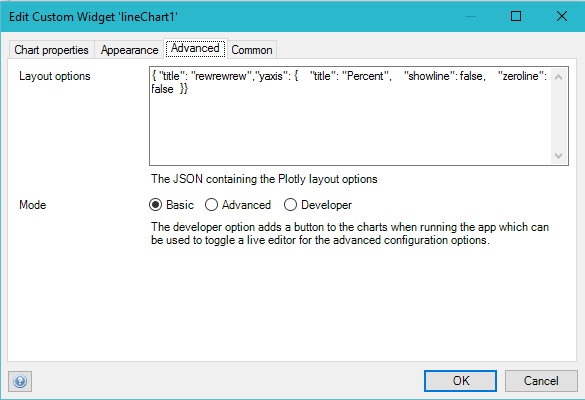 Edit Custom Widget 'lineChart1'
Chart properties Appearance Advanced Common
Layout options
{ "title": "rewrewrew","yaxis": { "title": "Percent", "showline": false, "zeroline":
false }}
The JSON containing the Plotly layout options
Mode Basic Advanced Developer
The developer option adds a button to the charts when running the app which can
be used to toggle a live editor for the advanced configuration options.
? OK Cancel